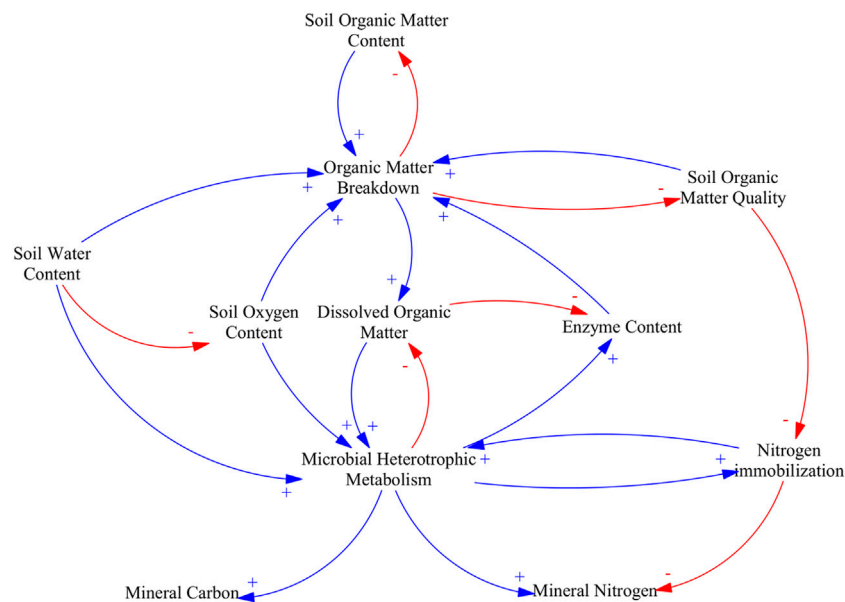 Soil Organic Matter
Content
-
+
Organic Matter
Breakdown
+
+
+
+
-
Soil Organic
Matter Quality
Soil Water
Content
+
-
Soil Oxygen
Content
Dissolved Organic
Matter
-
Enzyme Content
-
+
+
+
-
Microbial Heterotrophic
Metabolism
+
+
+
Nitrogen
immobilization
Mineral Carbon
+
+
Mineral Nitrogen
-